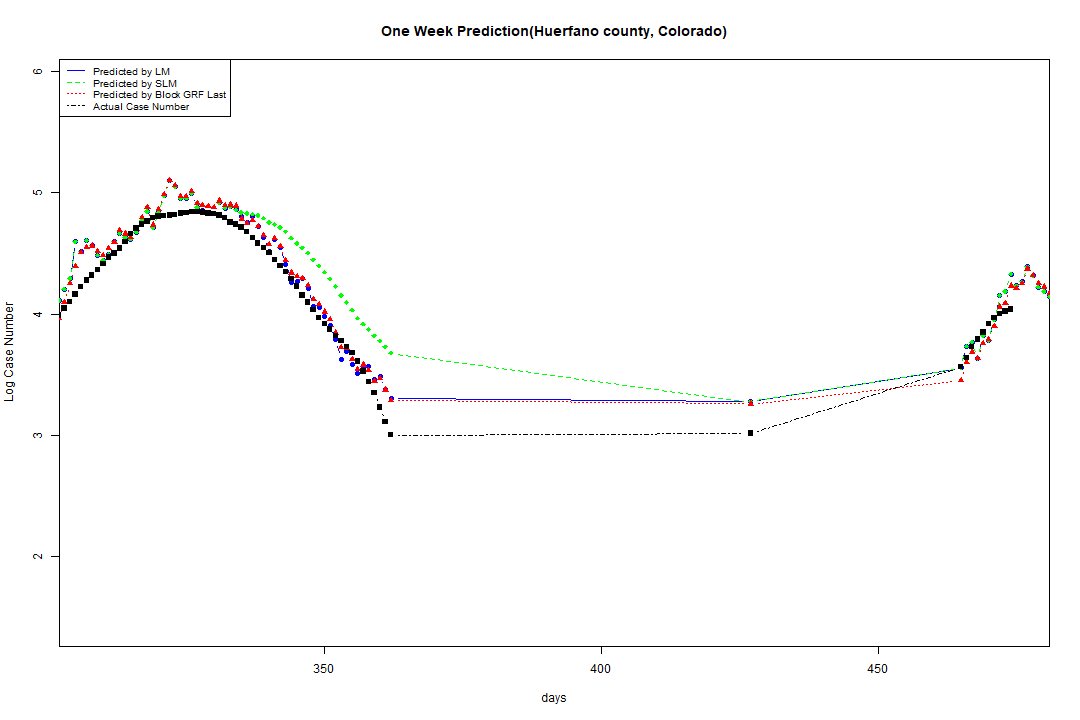 One Week Prediction(Huerfano county, Colorado)
Predicted by LM
Predicted by SLM
Predicted by Block GRF Last
Actual Case Number
6
5
4
3
2
Log Case Number
350
400
450
days